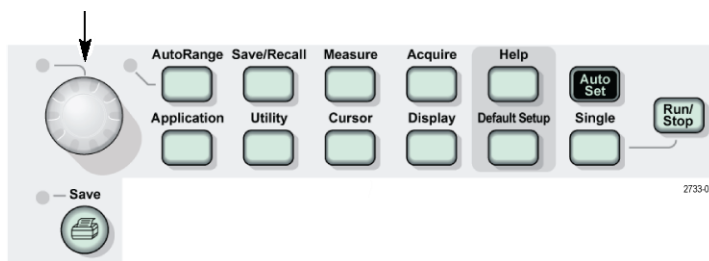 AutoRange Save/Recall Measure Acquire Help
Auto
Set
Application Utility Cursor Display Default Setup Single
Run/
Stop
2733-0
Save